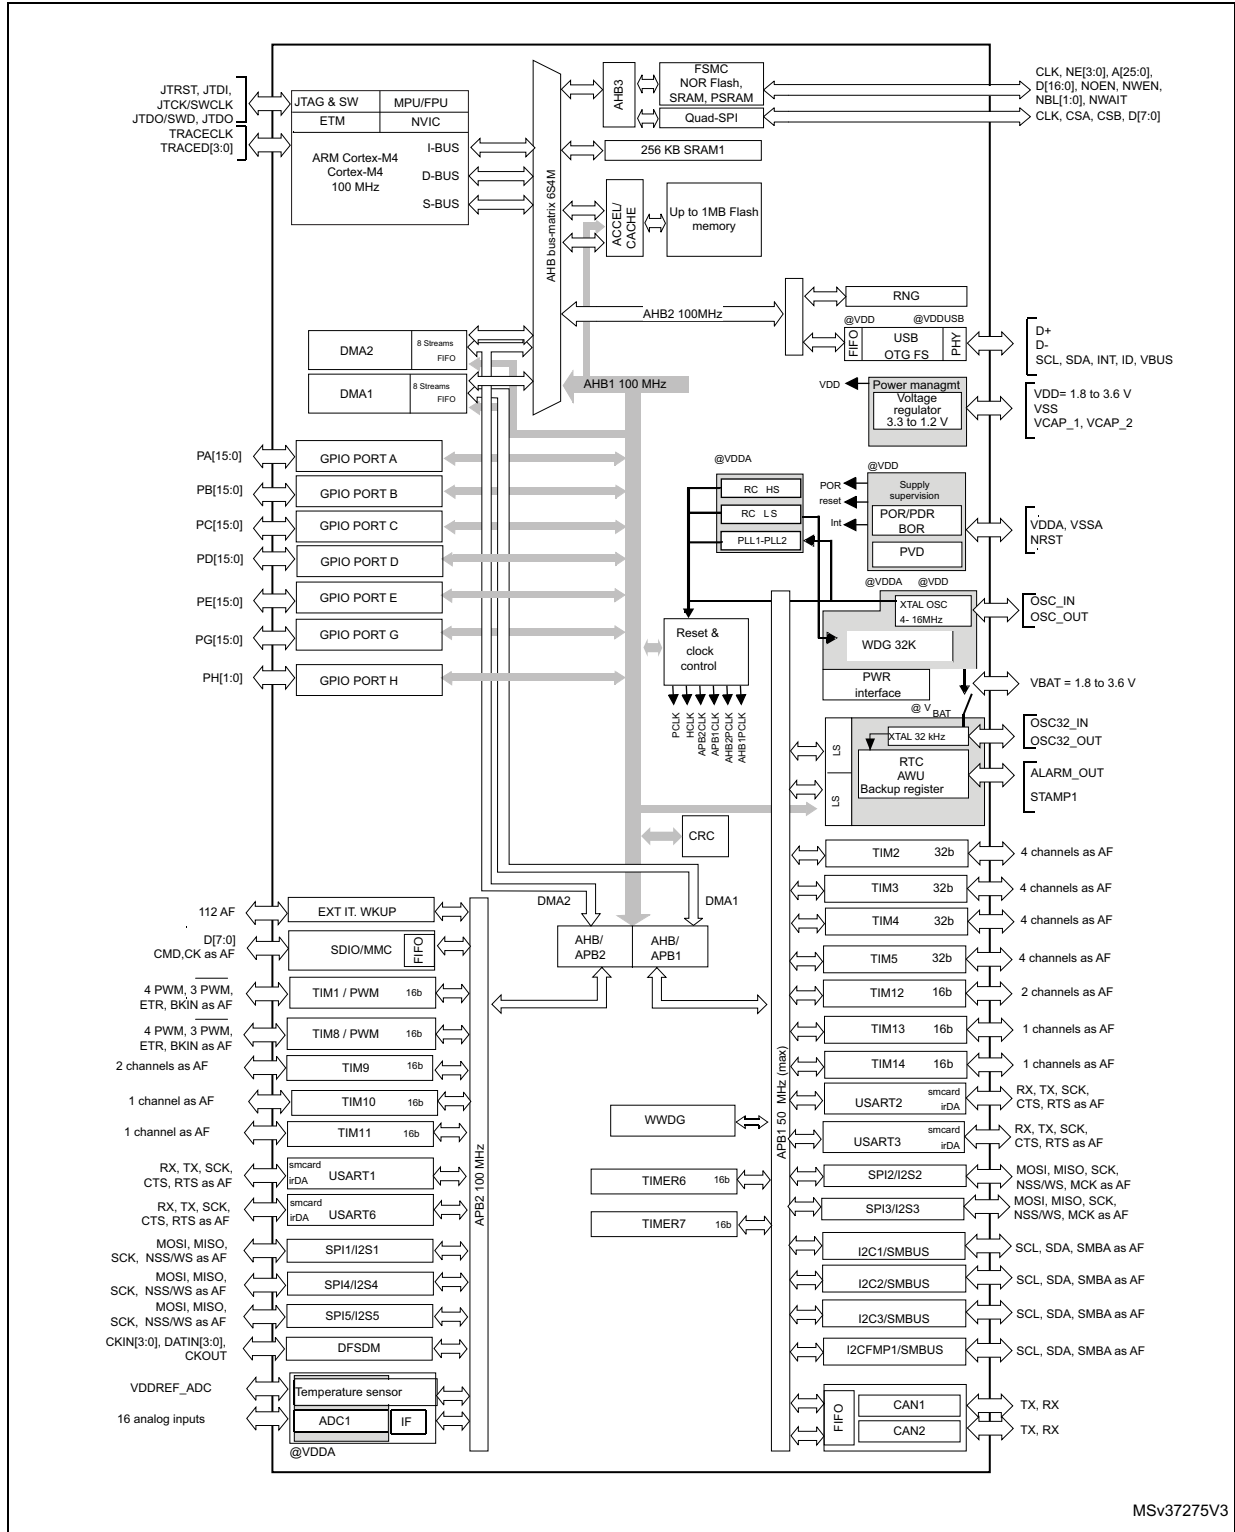 JTRST, JTDI,
JTCK/SWCLK
JTDO/SWD, JTDO
TRACECLK
TRACED[3:0]
JTAG & SW
MPU/FPU
ETM
NVIC
ARM Cortex-M4
Cortex-M4
100 MHz
I-BUS
D-BUS
S-BUS
AHB bus-matrix 6S4M
AHB3
FSMC
NOR Flash,
SRAM, PSRAM
Quad-SPI
CLK, NE[3:0], A[25:0],
D[16:0], NOEN, NWEN,
NBL[1:0], NWAIT
CLK, CSA, CSB, D[7:0]
256 KB SRAM1
ACCEL/
CACHE
Up to 1MB Flash
memory
AHB2 100MHz
RNG
@VDD
@VDDUSB
FIFO
USB
OTG FS
PHY
D+
D-
SCL, SDA, INT, ID, VBUS
DMA2
8 Streams
FIFO
DMA1
8 Streams
FIFO
AHB1 100 MHz
VDD
Power managmt
Voltage
regulator
3.3 to 1.2 V
VDD= 1.8 to 3.6 V
VSS
VCAP_1, VCAP_2
PA[15:0]
GPIO PORT A
PB[15:0]
GPIO PORT B
PC[15:0]
GPIO PORT C
PD[15:0]
GPIO PORT D
PE[15:0]
GPIO PORT E
PG[15:0]
GPIO PORT G
PH[1:0]
GPIO PORT H
@VDDA
RC HS
RC LS
PLL1-PLL2
@VDD
POR
reset
Int
Supply
supervision
POR/PDR
BOR
PVD
VDDA, VSSA
NRST
@VDDA
@VDD
XTAL OSC
4- 16MHz
WDG 32K
PWR
interface
OSC_IN
OSC_OUT
VBAT = 1.8 to 3.6 V
Reset &
clock
control
PCLK
HCLK
APB2CLK
APB1CLK
AHB2PCLK
AHB1PCLK
@ VBAT
LS
LS
XTAL 32 kHz
RTC
AWU
Backup register
OSC32_IN
OSC32_OUT
ALARM_OUT
STAMP1
CRC
DMA2
DMA1
AHB/
APB2
AHB/
APB1
112 AF
EXT IT. WKUP
D[7:0]
CMD,CK as AF
SDIO/MMC
FIFO
4 PWM, 3 PWM,
ETR, BKIN as AF
TIM1 / PWM
16b
4 PWM, 3 PWM,
ETR, BKIN as AF
TIM8 / PWM
16b
2 channels as AF
TIM9
16b
1 channel as AF
TIM10
16b
1 channel as AF
TIM11
16b
RX, TX, SCK,
CTS, RTS as AF
smcard
irDA
USART1
RX, TX, SCK,
CTS, RTS as AF
smcard
irDA
USART6
MOSI, MISO,
SCK, NSS/WS as AF
SPI1/I2S1
MOSI, MISO,
SCK, NSS/WS as AF
SPI4/I2S4
MOSI, MISO,
SCK, NSS/WS as AF
SPI5/I2S5
CKIN[3:0], DATIN[3:0],
CKOUT
DFSDM
VDDREF_ADC
Temperature sensor
16 analog inputs
ADC1
IF
@VDDA
APB2 100 MHz
WWDG
TIMER6
16b
TIMER7
16b
APB1 50 MHz (max)
TIM2
32b
4 channels as AF
TIM3
32b
4 channels as AF
TIM4
32b
4 channels as AF
TIM5
32b
4 channels as AF
TIM12
16b
2 channels as AF
TIM13
16b
1 channels as AF
TIM14
16b
1 channels as AF
USART2
smcard
irDA
RX, TX, SCK,
CTS, RTS as AF
USART3
smcard
irDA
RX, TX, SCK,
CTS, RTS as AF
SPI2/I2S2
MOSI, MISO, SCK,
NSS/WS, MCK as AF
SPI3/I2S3
MOSI, MISO, SCK,
NSS/WS, MCK as AF
I2C1/SMBUS
SCL, SDA, SMBA as AF
I2C2/SMBUS
SCL, SDA, SMBA as AF
I2C3/SMBUS
SCL, SDA, SMBA as AF
I2CFMP1/SMBUS
SCL, SDA, SMBA as AF
FIFO
CAN1
TX, RX
CAN2
TX, RX
MSv37275V3